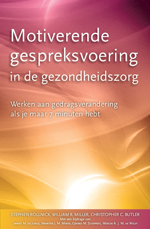 Motiverende
gespreksvoering
in de gezondheidszorg
Werken aan gedragsverandering
als je maar 7 minuten hebt
STEPHEN ROLLNICK, WILLIAM R. MILLER, CHRISTOPHER C. BUTLER